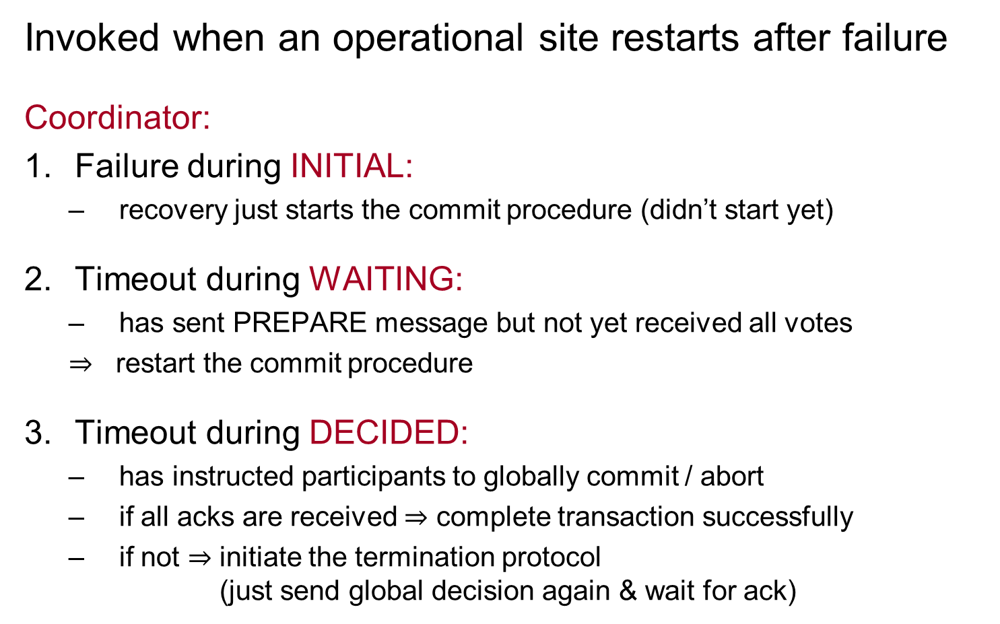 Invoked when an operational site restarts after failure
Coordinator:
1. Failure during INITIAL:
– recovery just starts the commit procedure (didn’t start yet)
2. Timeout during WAITING:
– has sent PREPARE message but not yet received all votes
⇒ restart the commit procedure
3. Timeout during DECIDED:
– has instructed participants to globally commit / abort
– if all acks are received ⇒ complete transaction successfully
– if not ⇒ initiate the termination protocol
(just send global decision again & wait for ack)